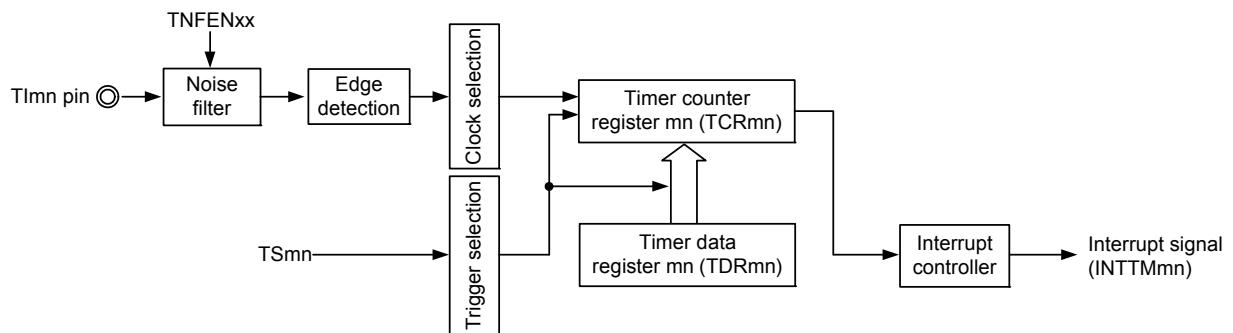 TNFENxx
TImn pin
Noise
filter
Edge
detection
Clock selection
Timer counter
register mn (TCRmn)
TSmn
Trigger selection
Timer data
register mn (TDRmn)
Interrupt
controller
Interrupt signal
(INTTMmn)